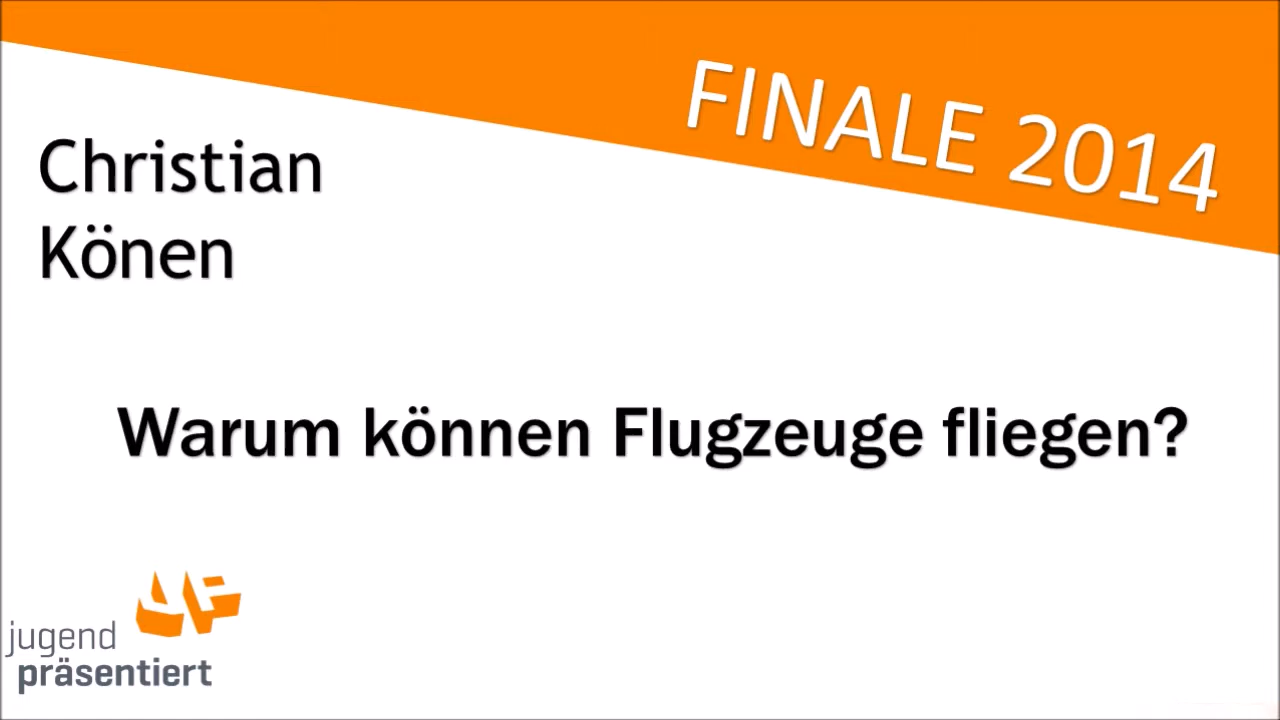 FINALE 2014
Christian
Könen
Warum können Flugzeuge fliegen?
jugend
präsentiert